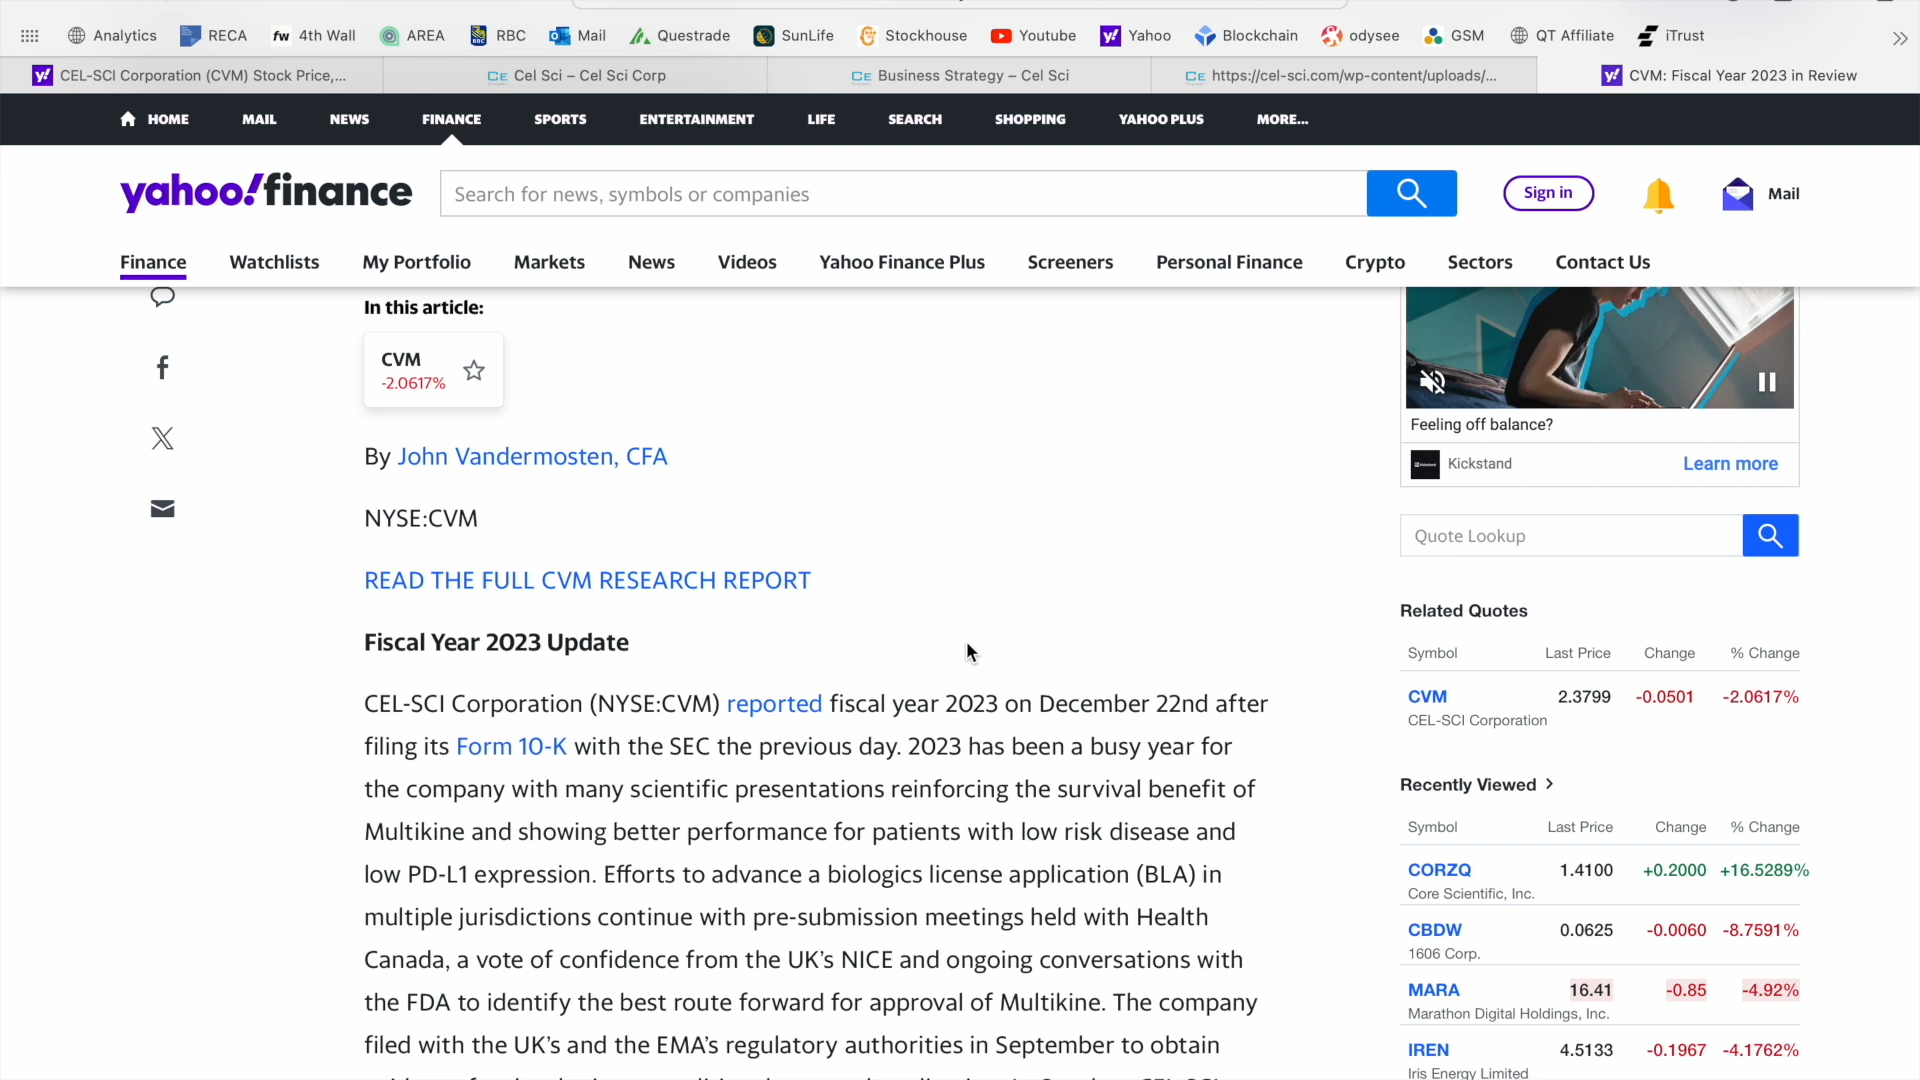 Analytics RECA fw 4th Wall AREA RBC Mail Questrade SunLife Stockhouse Youtube y! Yahoo Blockchain odysee GSM QT Affiliate iTrust
y! CEL-SCI Corporation (CVM) Stock Price,... CE Cel Sci – Cel Sci Corp CE Business Strategy – Cel Sci CE https://cel-sci.com/wp-content/uploads/... y! CVM: Fiscal Year 2023 in Review
HOME MAIL NEWS FINANCE SPORTS ENTERTAINMENT LIFE SEARCH SHOPPING YAHOO PLUS MORE...
yahoo!finance Search for news, symbols or companies Sign in Mail
Finance Watchlists My Portfolio Markets News Videos Yahoo Finance Plus Screeners Personal Finance Crypto Sectors Contact Us
In this article:
CVM
-2.0617%
By John Vandermosten, CFA
NYSE:CVM
READ THE FULL CVM RESEARCH REPORT
Fiscal Year 2023 Update
CEL-SCI Corporation (NYSE:CVM) reported fiscal year 2023 on December 22nd after
filing its Form 10-K with the SEC the previous day. 2023 has been a busy year for
the company with many scientific presentations reinforcing the survival benefit of
Multikine and showing better performance for patients with low risk disease and
low PD-L1 expression. Efforts to advance a biologics license application (BLA) in
multiple jurisdictions continue with pre-submission meetings held with Health
Canada, a vote of confidence from the UK's NICE and ongoing conversations with
the FDA to identify the best route forward for approval of Multikine. The company
filed with the UK's and the EMA's regulatory authorities in September to obtain
Feeling off balance?
Kickstand Learn more
Quote Lookup
Related Quotes
Symbol Last Price Change % Change
CVM 2.3799 -0.0501 -2.0617%
CEL-SCI Corporation
Recently Viewed
Symbol Last Price Change % Change
CORZQ 1.4100 +0.2000 +16.5289%
Core Scientific, Inc.
CBDW 0.0625 -0.0060 -8.7591%
1606 Corp.
MARA 16.41 -0.85 -4.92%
Marathon Digital Holdings, Inc.
IREN 4.5133 -0.1967 -4.1762%
Iris Energy Limited